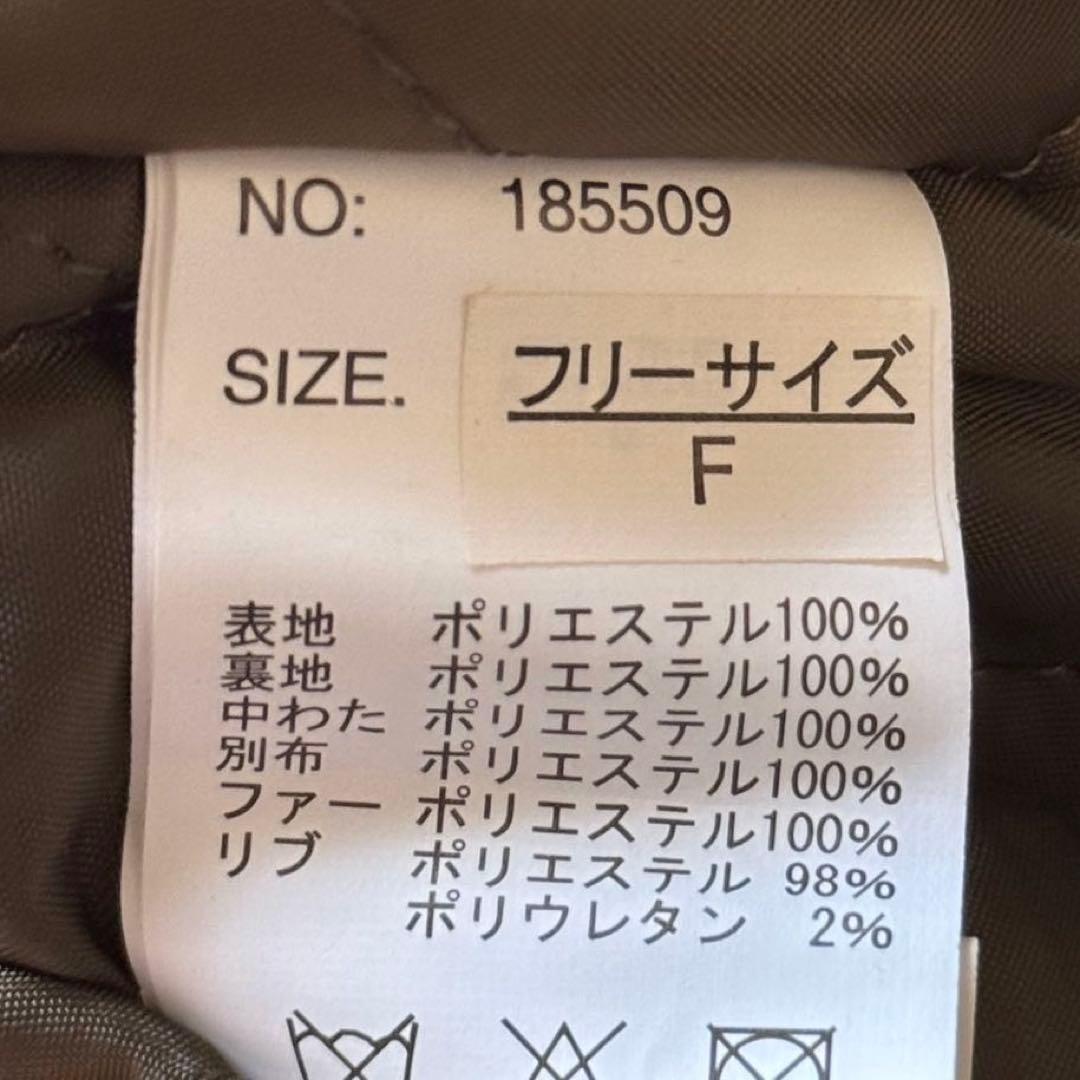 NO: 185509
SIZE. フリーサイズ
F
表地 ポリエステル100%
裏地 ポリエステル100%
中わた ポリエステル100%
別布 ポリエステル100%
ファー ポリエステル100%
リブ ポリエステル 98%
ポリウレタン 2%